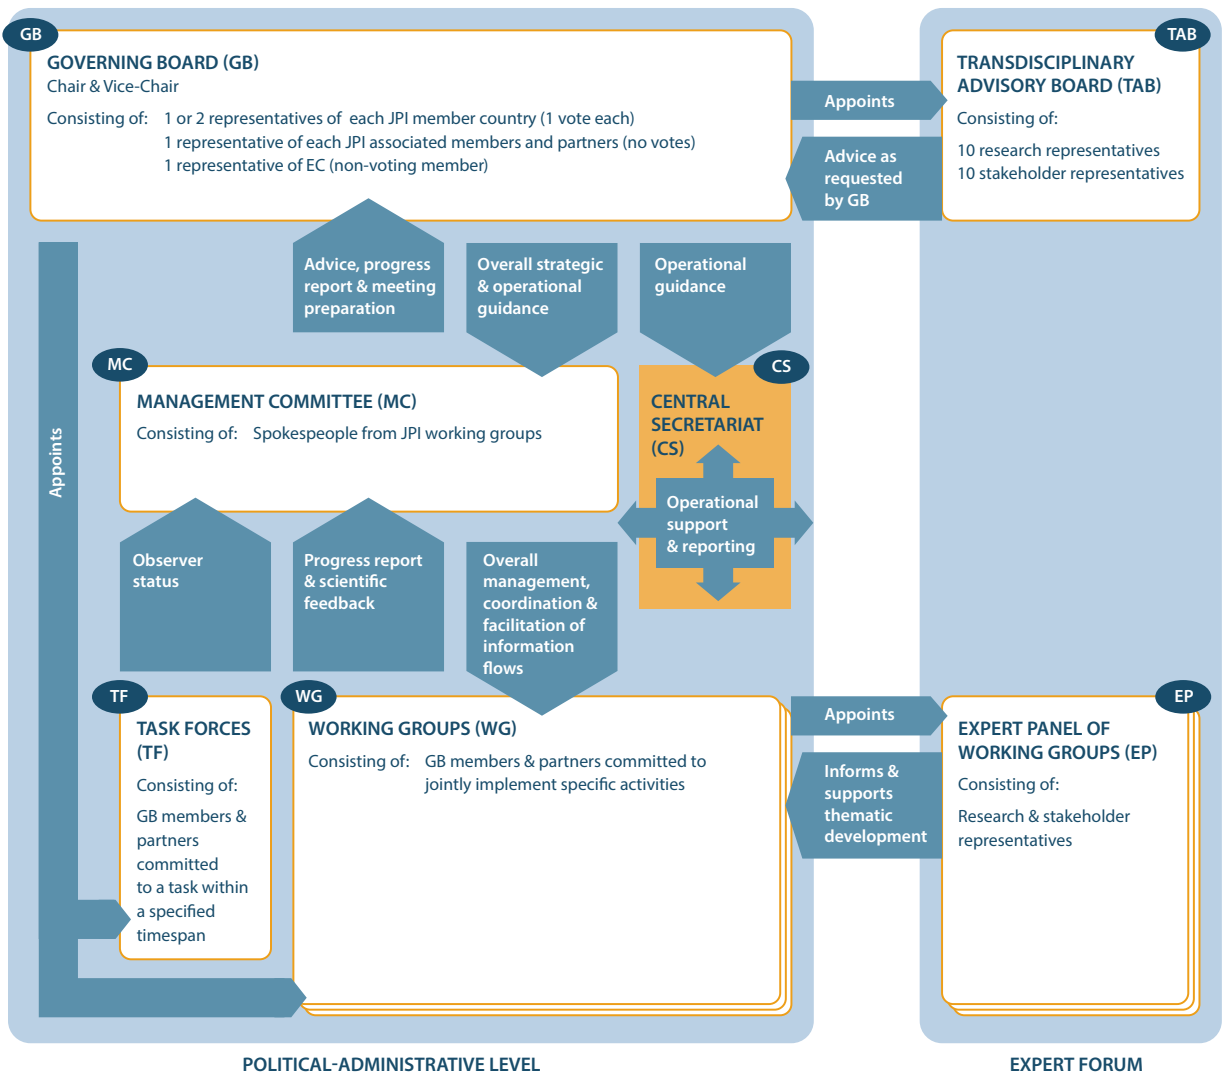 GB
GOVERNING BOARD (GB)
Chair & Vice-Chair
Consisting of: 1 or 2 representatives of each JPI member country (1 vote each)
1 representative of each JPI associated members and partners (no votes)
1 representative of EC (non-voting member)
Appoints
Advice as
requested
by GB
TAB
TRANSDISCIPLINARY
ADVISORY BOARD (TAB)
Consisting of:
10 research representatives
10 stakeholder representatives
Advice, progress
report & meeting
preparation
Overall strategic
& operational
guidance
Operational
guidance
Appoints
MC
MANAGEMENT COMMITTEE (MC)
Consisting of: Spokespeople from JPI working groups
CS
CENTRAL
SECRETARIAT
(CS)
Operational
support
& reporting
Observer
status
Progress report
& scientific
feedback
Overall
management,
coordination &
facilitation of
information
flows
TF
TASK FORCES
(TF)
Consisting of:
GB members &
partners
committed
to a task within
a specified
timespan
WG
WORKING GROUPS (WG)
Consisting of: GB members & partners committed to
jointly implement specific activities
Appoints
Informs &
supports
thematic
development
EP
EXPERT PANEL OF
WORKING GROUPS (EP)
Consisting of:
Research & stakeholder
representatives
POLITICAL-ADMINISTRATIVE LEVEL
EXPERT FORUM